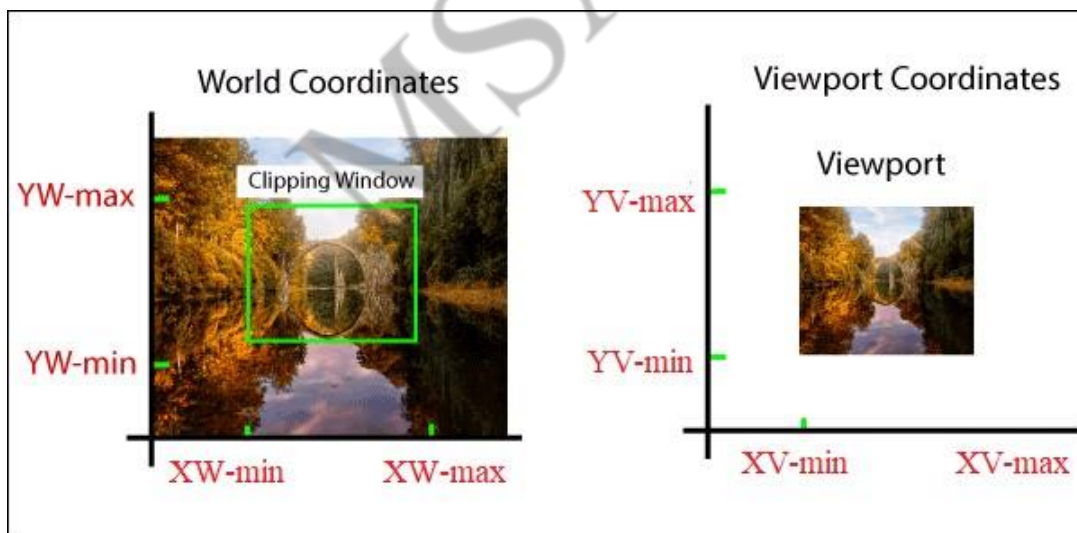 World Coordinates
Clipping Window
YW-max
YW-min
XW-min XW-max
Viewport Coordinates
Viewport
YV-max
YV-min
XV-min XV-max